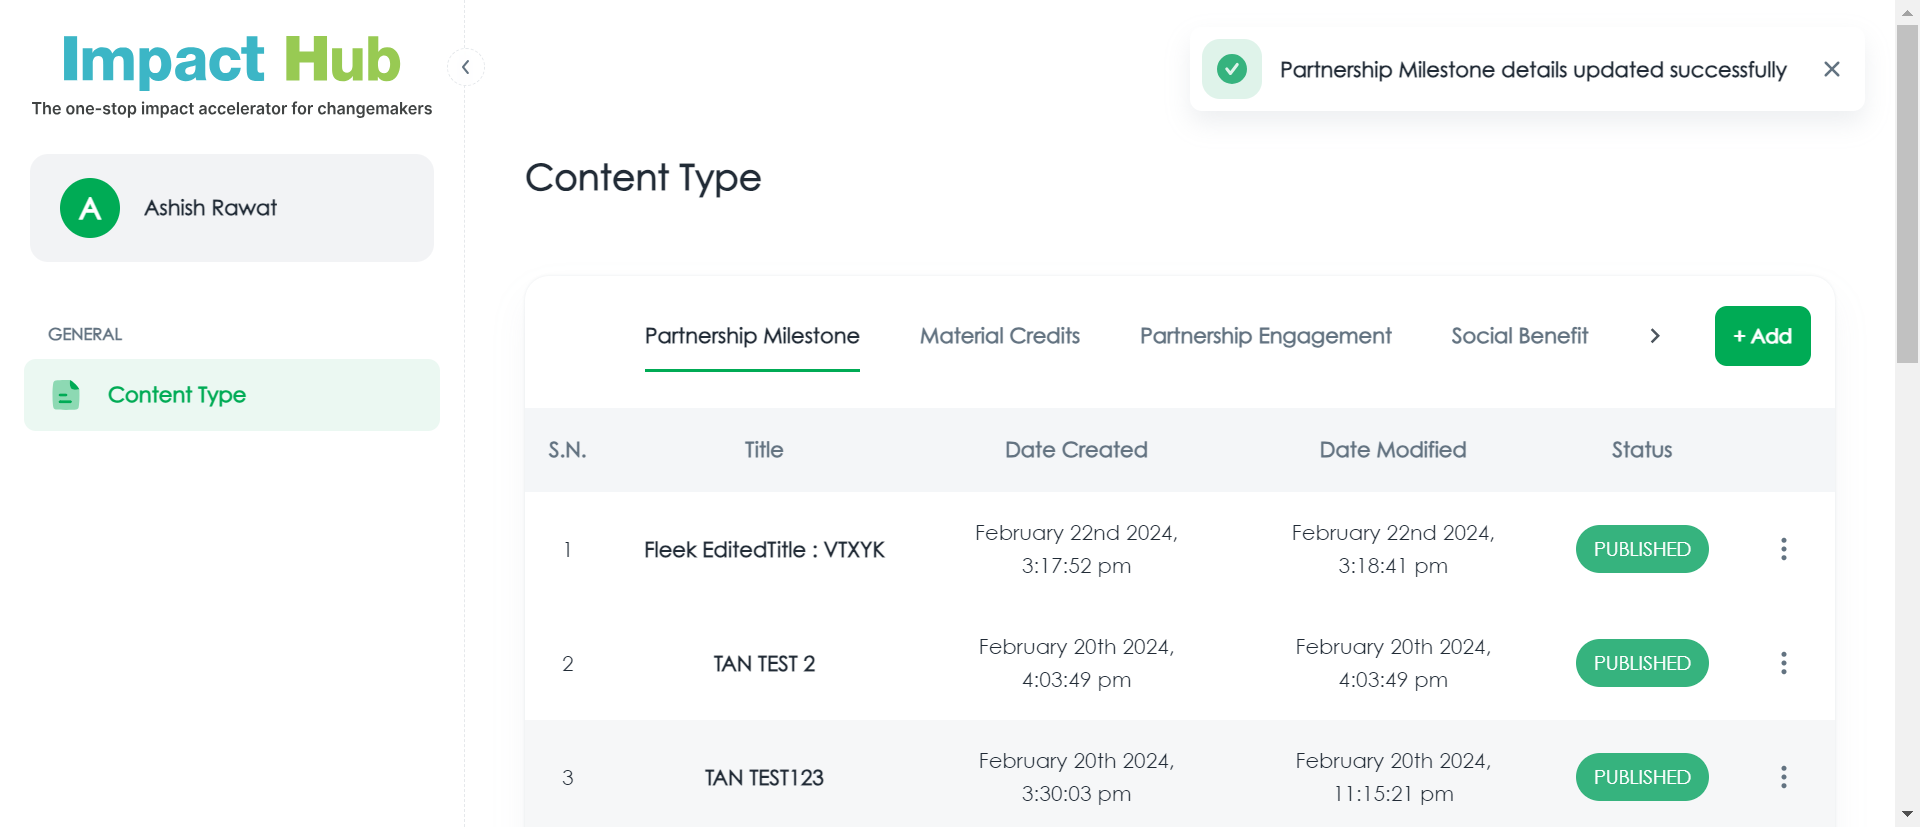 Impact Hub
The one-stop impact accelerator for changemakers
A
Ashish Rawat
GENERAL
Content Type
Partnership Milestone details updated successfully
Content Type
Partnership Milestone
Material Credits
Partnership Engagement
Social Benefit
+ Add
S.N.
Title
Date Created
Date Modified
Status
1
Fleek EditedTitle : VTXYK
February 22nd 2024,
3:17:52 pm
February 22nd 2024,
3:18:41 pm
PUBLISHED
2
TAN TEST 2
February 20th 2024,
4:03:49 pm
February 20th 2024,
4:03:49 pm
PUBLISHED
3
TAN TEST123
February 20th 2024,
3:30:03 pm
February 20th 2024,
11:15:21 pm
PUBLISHED